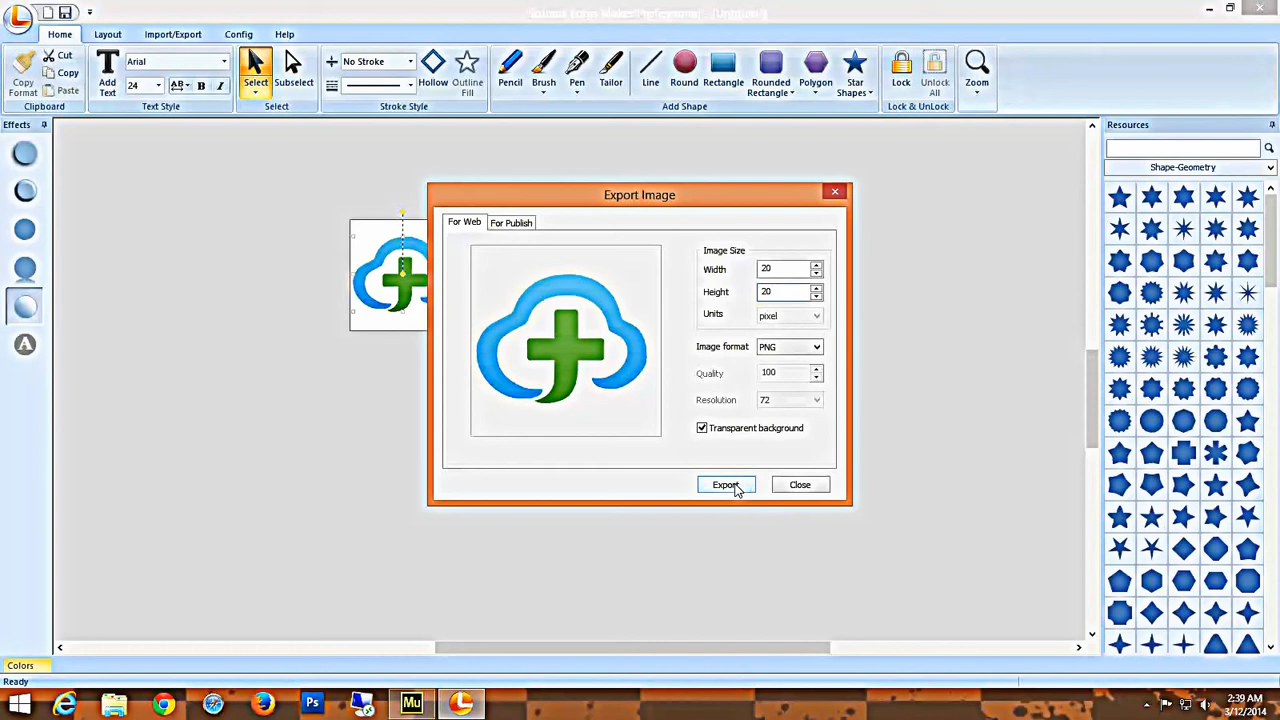 Home Layout Import/Export Config Help
Copy Format
Cut
Copy
Paste
Clipboard
Add Text
Arial
24
AB
B
I
Text Style
Select
Subselect
Select
No Stroke
Hollow
Outline Fill
Stroke Style
Pencil
Brush
Pen
Tailor
Line
Round
Rectangle
Rounded Rectangle
Polygon
Star Shapes
Add Shape
Lock
Unlock All
Lock & UnLock
Zoom
Effects
A
Resources
Shape-Geometry
Export Image
For Web
For Publish
Image Size
Width 20
Height 20
Units pixel
Image format PNG
Quality 100
Resolution 72
Transparent background
Export
Close
Colors
Ready
Ps
Mu
2:39 AM
3/12/2014